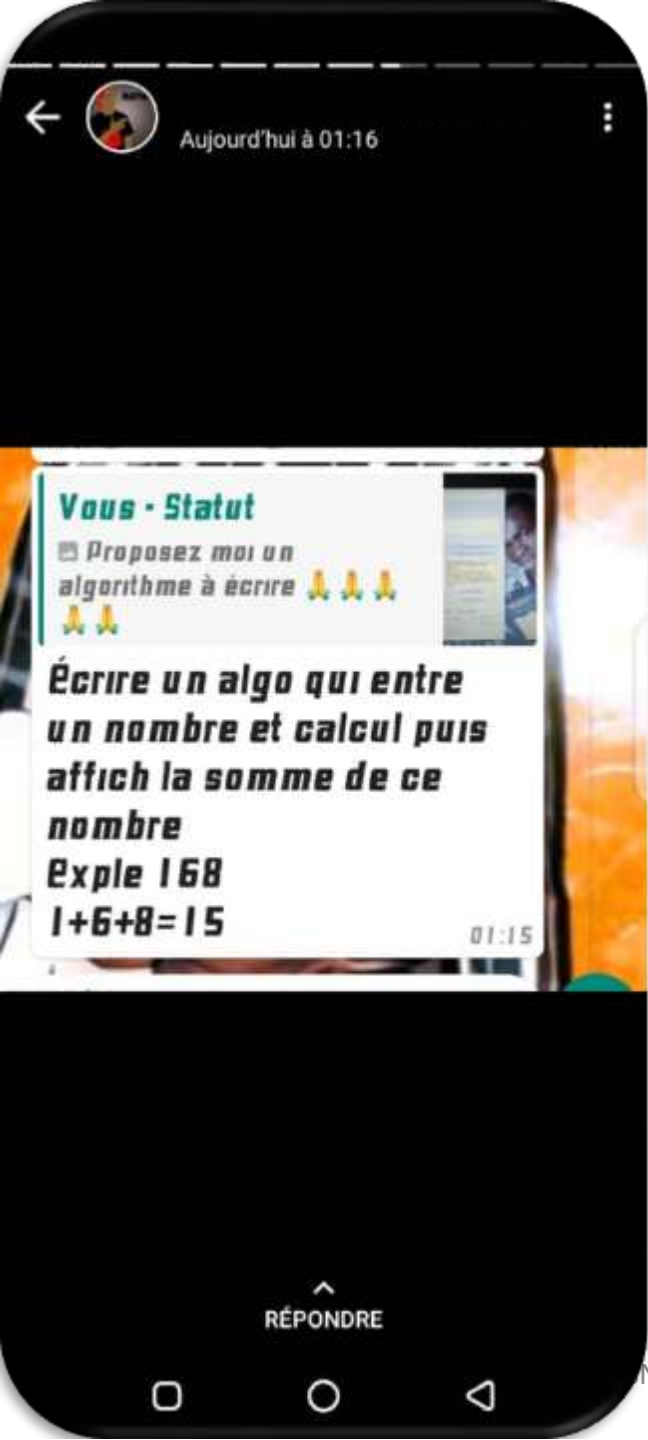 Aujourd'hui à 01:16
Vous · Statut
Proposez moi un
algorithme à écrire 🙏 🙏 🙏
🙏 🙏
Écrire un algo qui entre
un nombre et calcul puis
affich la somme de ce
nombre
Exple 168
1+6+8=15
01:15
RÉPONDRE